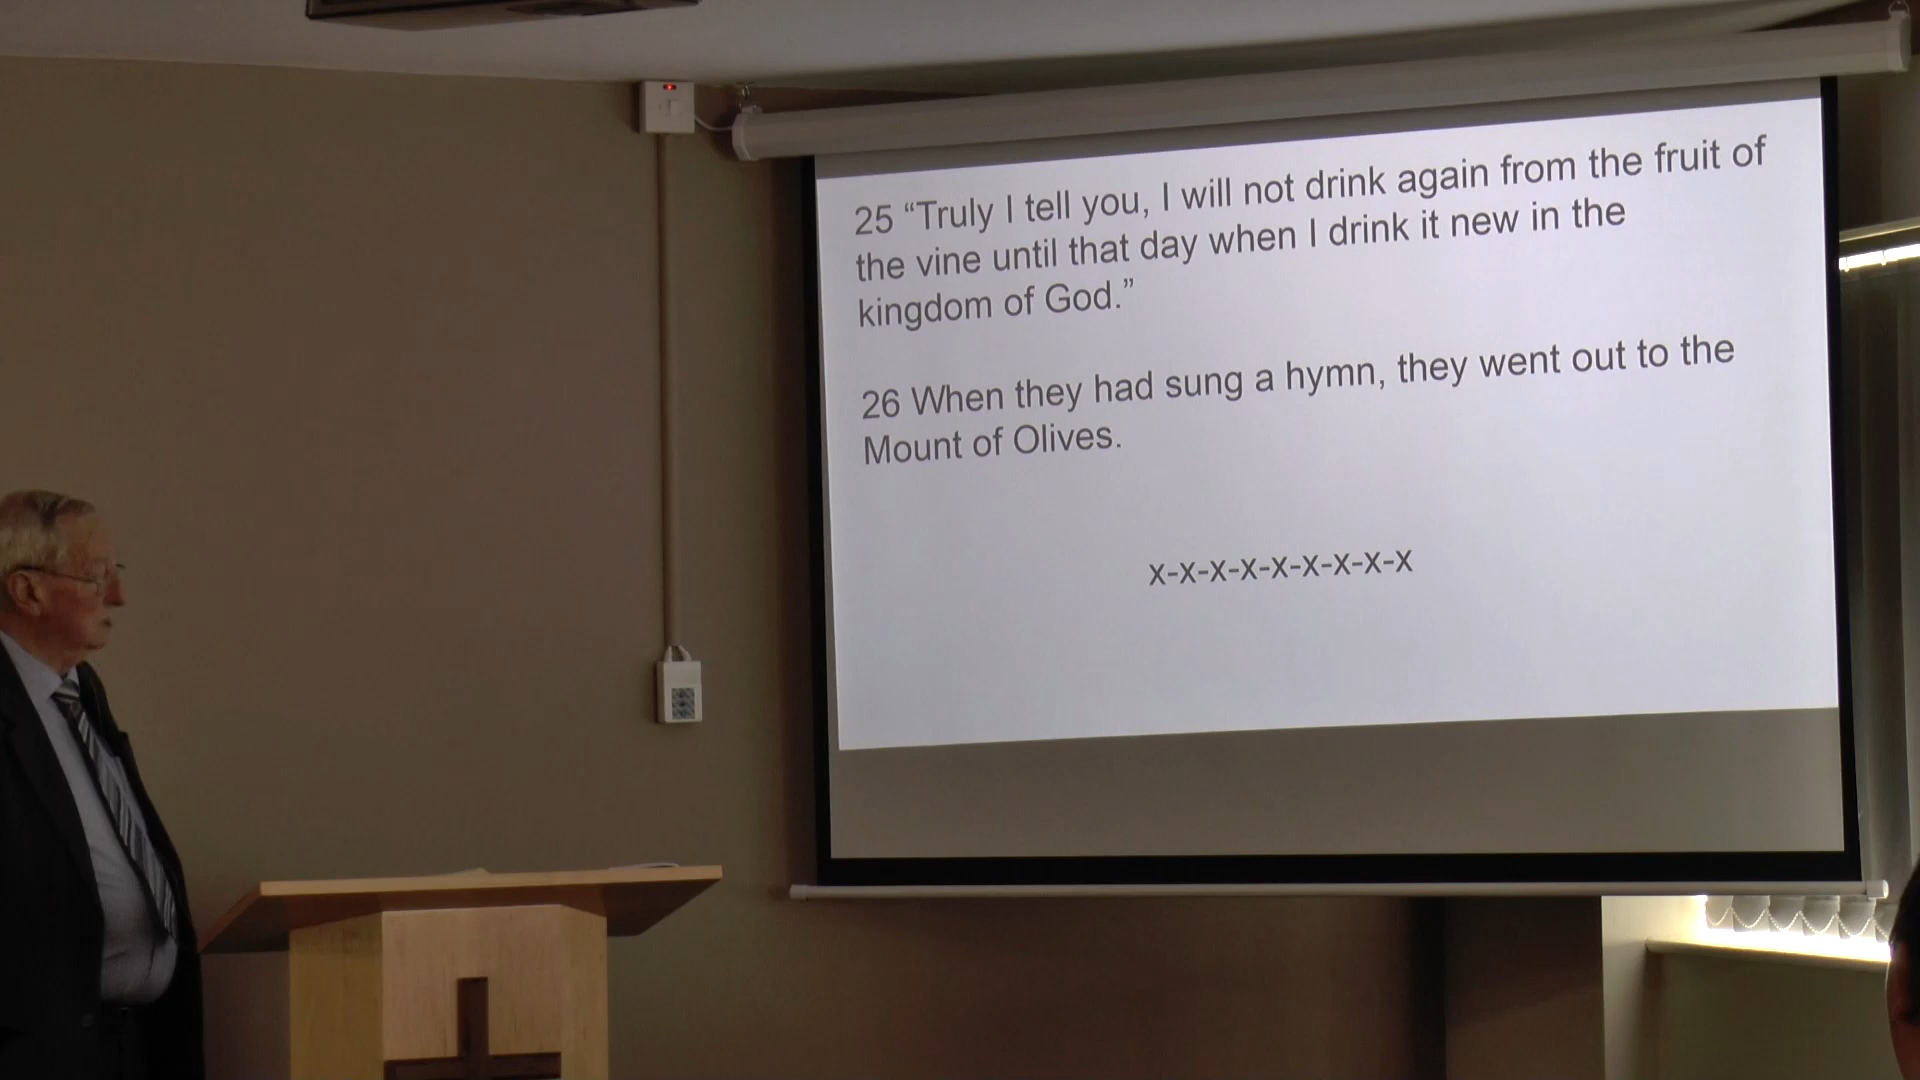 25 “Truly I tell you, I will not drink again from the fruit of
the vine until that day when I drink it new in the
kingdom of God.”
26 When they had sung a hymn, they went out to the
Mount of Olives.
x-x-x-x-x-x-x-x-x